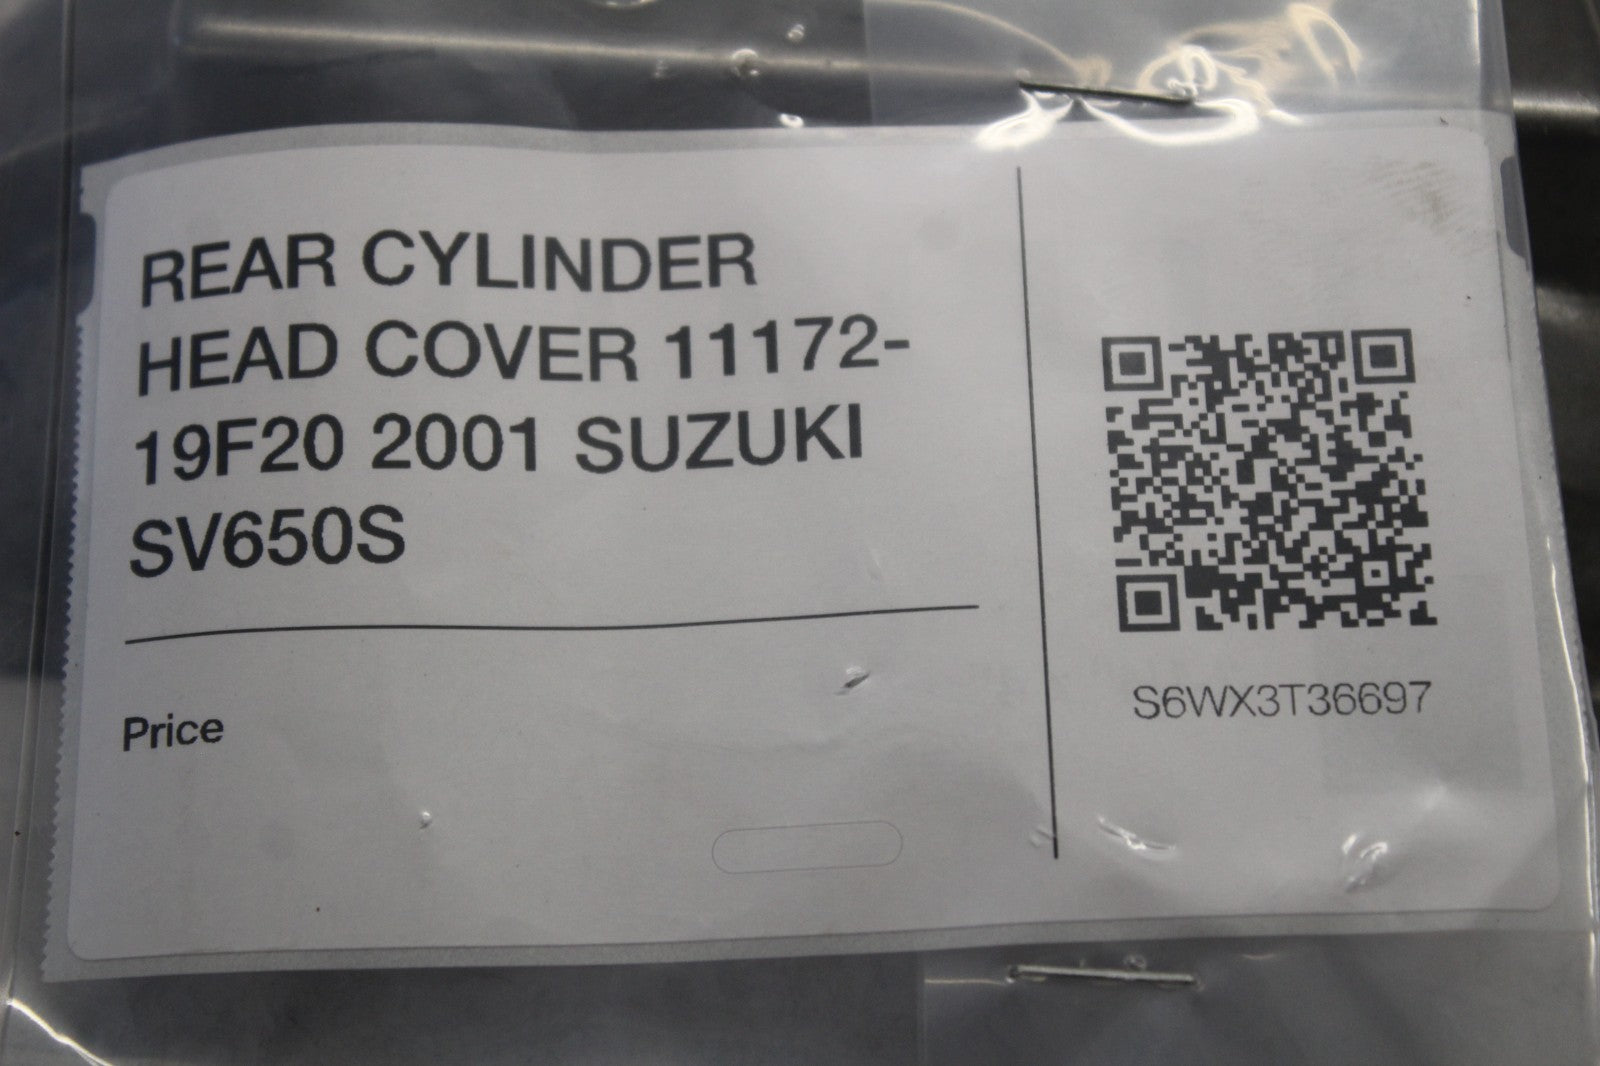 REAR CYLINDER
HEAD COVER 11172-
19F20 2001 SUZUKI
SV650S
Price
S6WX3T36697